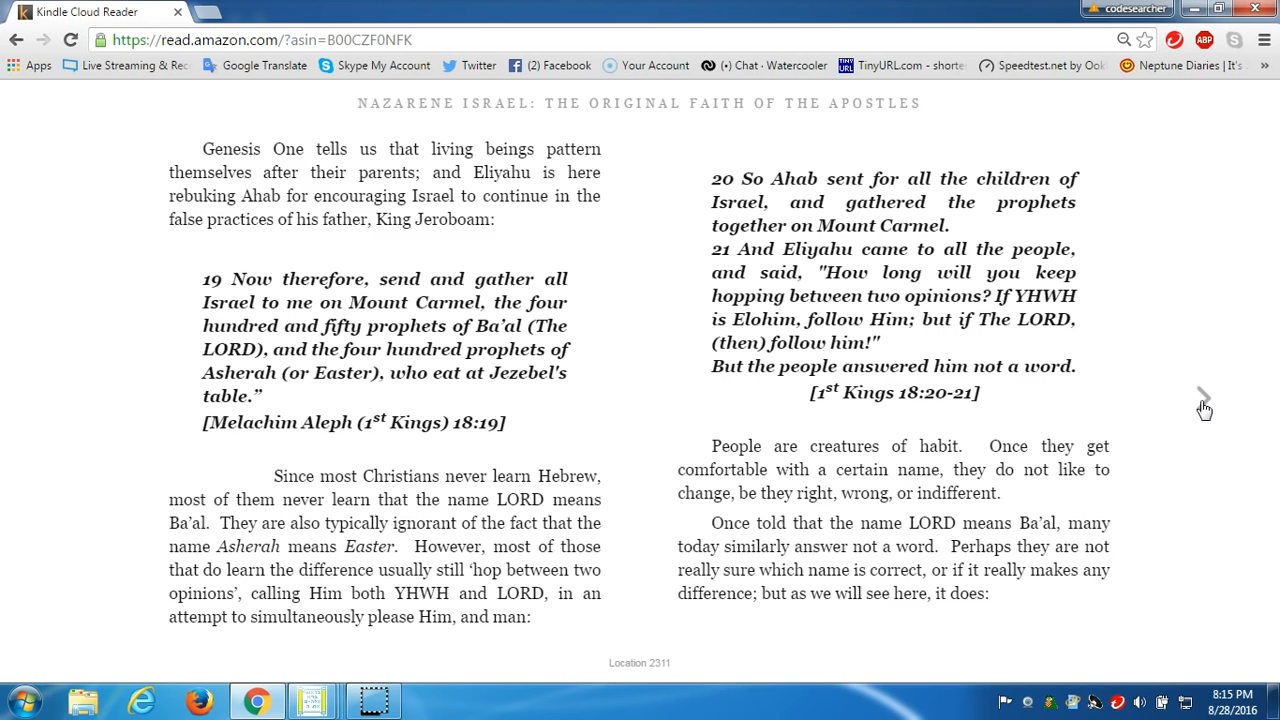 Kindle Cloud Reader
codesearcher
https://read.amazon.com/?asin=B00CZF0NFK
ABP
Apps
Live Streaming & Rec
Google Translate
Skype My Account
Twitter
(2) Facebook
Your Account
(•) Chat · Watercooler
TINY URL
TinyURL.com - shorte
Speedtest.net by Ook
Neptune Diaries | It's
»
NAZARENE ISRAEL: THE ORIGINAL FAITH OF THE APOSTLES
Genesis One tells us that living beings pattern
themselves after their parents; and Eliyahu is here
rebuking Ahab for encouraging Israel to continue in the
false practices of his father, King Jeroboam:
19 Now therefore, send and gather all
Israel to me on Mount Carmel, the four
hundred and fifty prophets of Ba’al (The
LORD), and the four hundred prophets of
Asherah (or Easter), who eat at Jezebel's
table.”
[Melachim Aleph (1st Kings) 18:19]
Since most Christians never learn Hebrew,
most of them never learn that the name LORD means
Ba’al. They are also typically ignorant of the fact that the
name Asherah means Easter. However, most of those
that do learn the difference usually still ‘hop between two
opinions’, calling Him both YHWH and LORD, in an
attempt to simultaneously please Him, and man:
20 So Ahab sent for all the children of
Israel, and gathered the prophets
together on Mount Carmel.
21 And Eliyahu came to all the people,
and said, "How long will you keep
hopping between two opinions? If YHWH
is Elohim, follow Him; but if The LORD,
(then) follow him!"
But the people answered him not a word.
[1st Kings 18:20-21]
People are creatures of habit. Once they get
comfortable with a certain name, they do not like to
change, be they right, wrong, or indifferent.
Once told that the name LORD means Ba’al, many
today similarly answer not a word. Perhaps they are not
really sure which name is correct, or if it really makes any
difference; but as we will see here, it does:
Location 2311
8:15 PM
8/28/2016